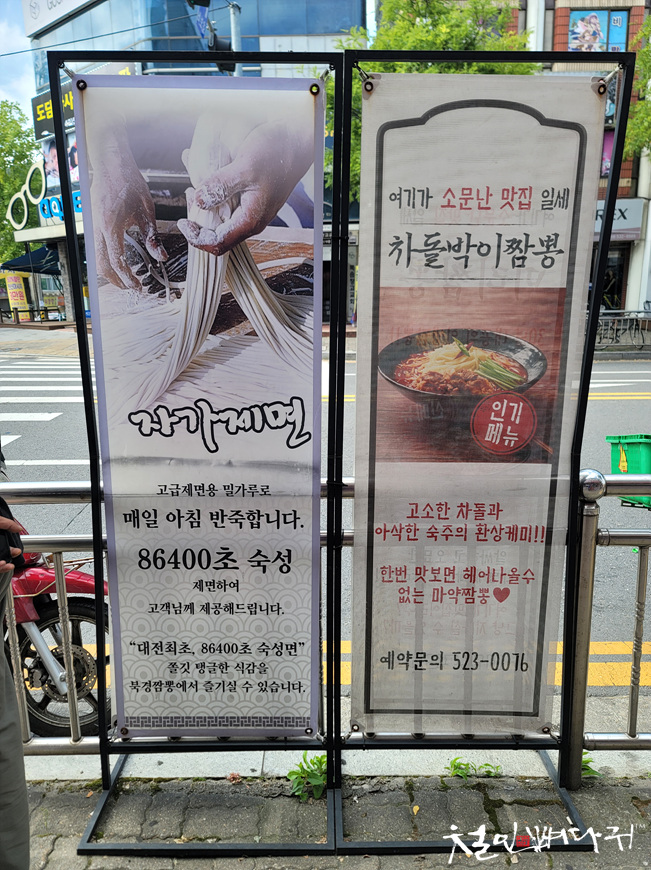 자가제면
고급제면용 밀가루로
매일 아침 반죽합니다.
86400초 숙성
제면하여
고객님께 제공해드립니다.
"대전최초, 86400초 숙성면"
쫄깃 탱글한 식감을
북경짬뽕에서 즐기실 수 있습니다.
여기가 소문난 맛집 일세
차돌박이짬뽕
인기
메뉴
고소한 차돌과
아삭한 숙주의 환상케미!!
한번 맛보면 헤어나올수
없는 마약짬뽕♥
예약문의 523-0076